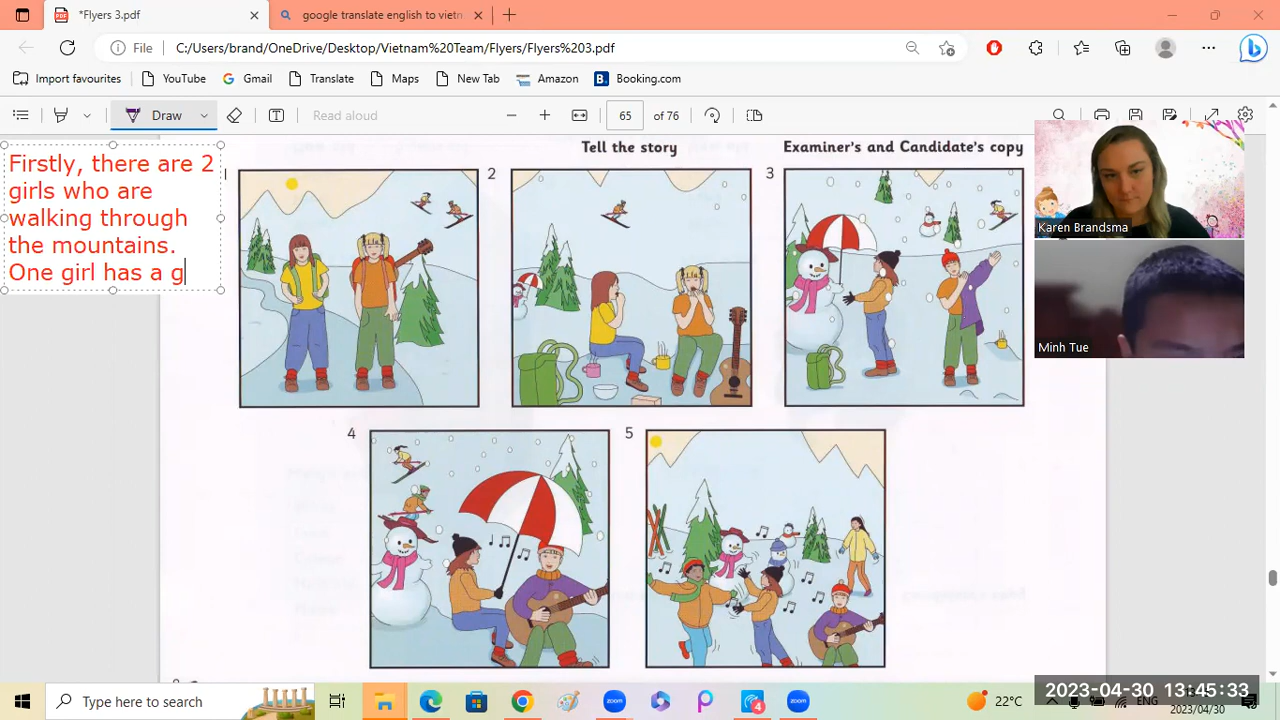 *Flyers 3.pdf
google translate english to vietn
File
C:/Users/brand/OneDrive/Desktop/Vietnam%20Team/Flyers/Flyers%203.pdf
Import favourites
YouTube
Gmail
Translate
Maps
New Tab
Amazon
B.
Booking.com
Draw
Read aloud
65
of 76
Tell the story
Examiner's and Candidate's copy
Firstly, there are 2
girls who are
walking through
the mountains.
One girl has a g
1
2
3
4
5
Karen Brandsma
Minh Tue
Type here to search
zoom
4
zoom
22°C
ENG
2023-04-30 13:45:33
2023/04/30